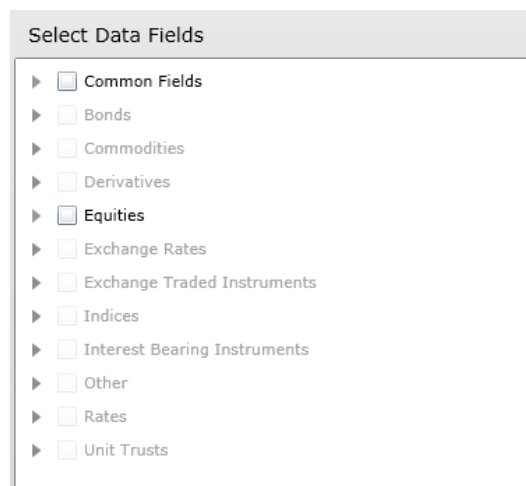 Select Data Fields
Common Fields
Bonds
Commodities
Derivatives
Equities
Exchange Rates
Exchange Traded Instruments
Indices
Interest Bearing Instruments
Other
Rates
Unit Trusts